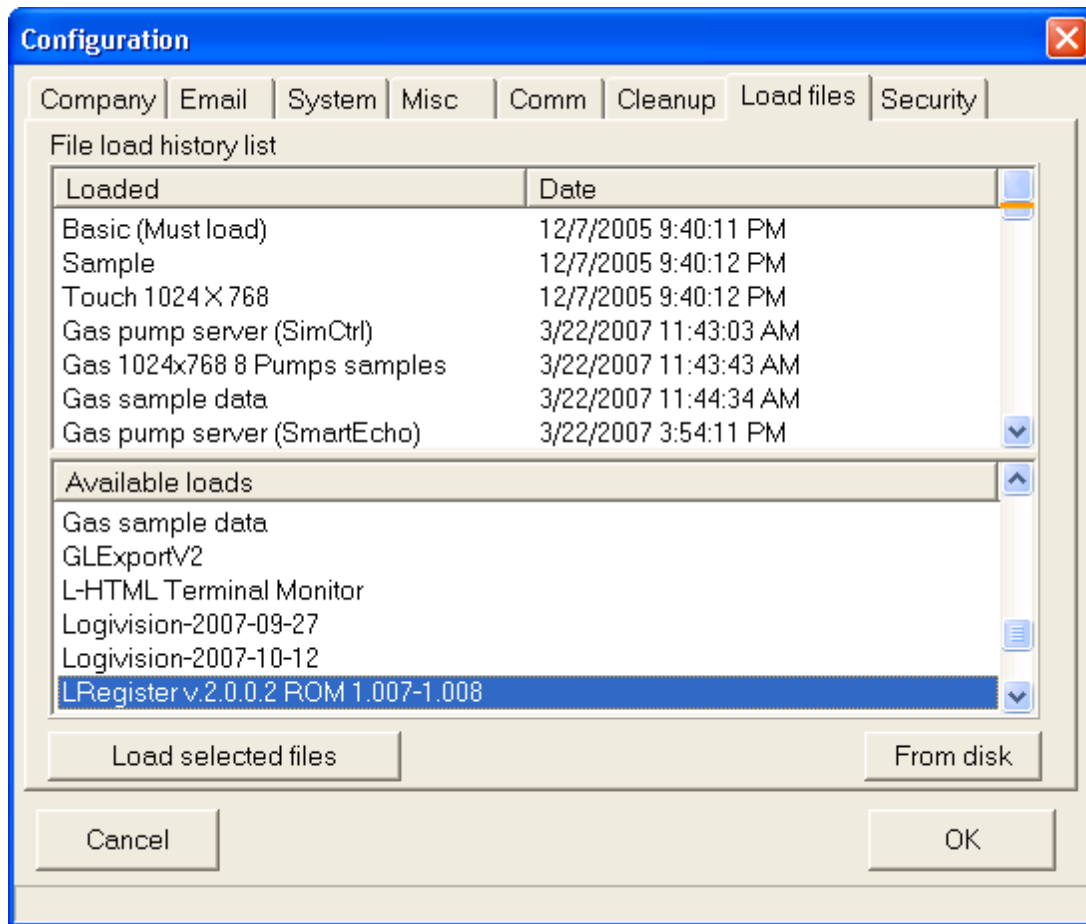 Configuration
Company Email System Misc Comm Cleanup Load files Security
File load history list
Loaded Date
Basic (Must load) 12/7/2005 9:40:11 PM
Sample 12/7/2005 9:40:12 PM
Touch 1024 X 768 12/7/2005 9:40:12 PM
Gas pump server (SimCtrl) 3/22/2007 11:43:03 AM
Gas 1024x768 8 Pumps samples 3/22/2007 11:43:43 AM
Gas sample data 3/22/2007 11:44:34 AM
Gas pump server (SmartEcho) 3/22/2007 3:54:11 PM
Available loads
Gas sample data
GLExportV2
L-HTML Terminal Monitor
Logivision-2007-09-27
Logivision-2007-10-12
LRegister v.2.0.0.2 ROM 1.007-1.008
Load selected files From disk
Cancel OK